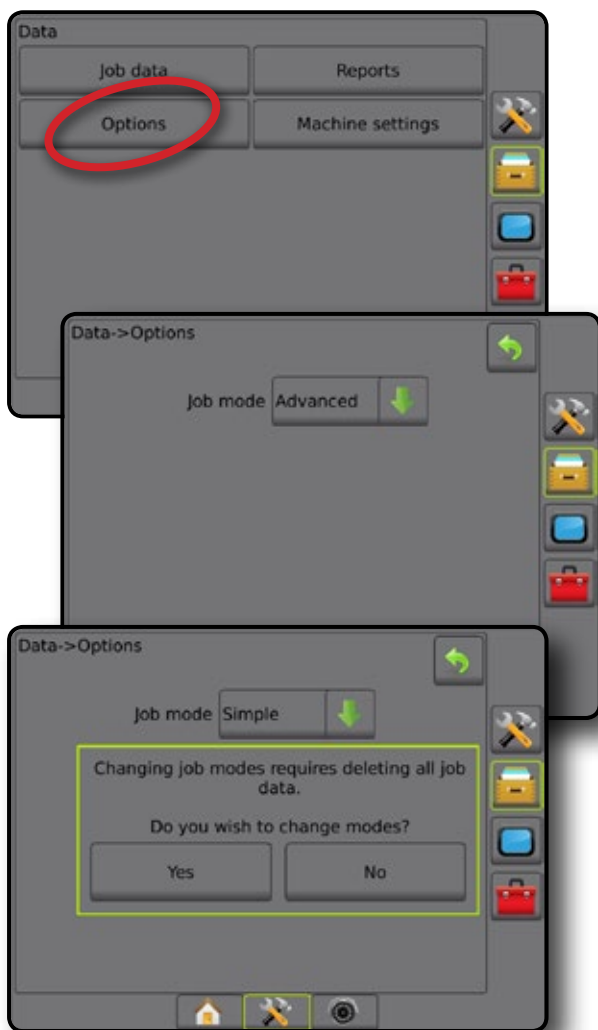 Data
Job data Reports
Options Machine settings
Data->Options
Job mode Advanced
Data->Options
Job mode Simple
Changing job modes requires deleting all job
data.
Do you wish to change modes?
Yes No